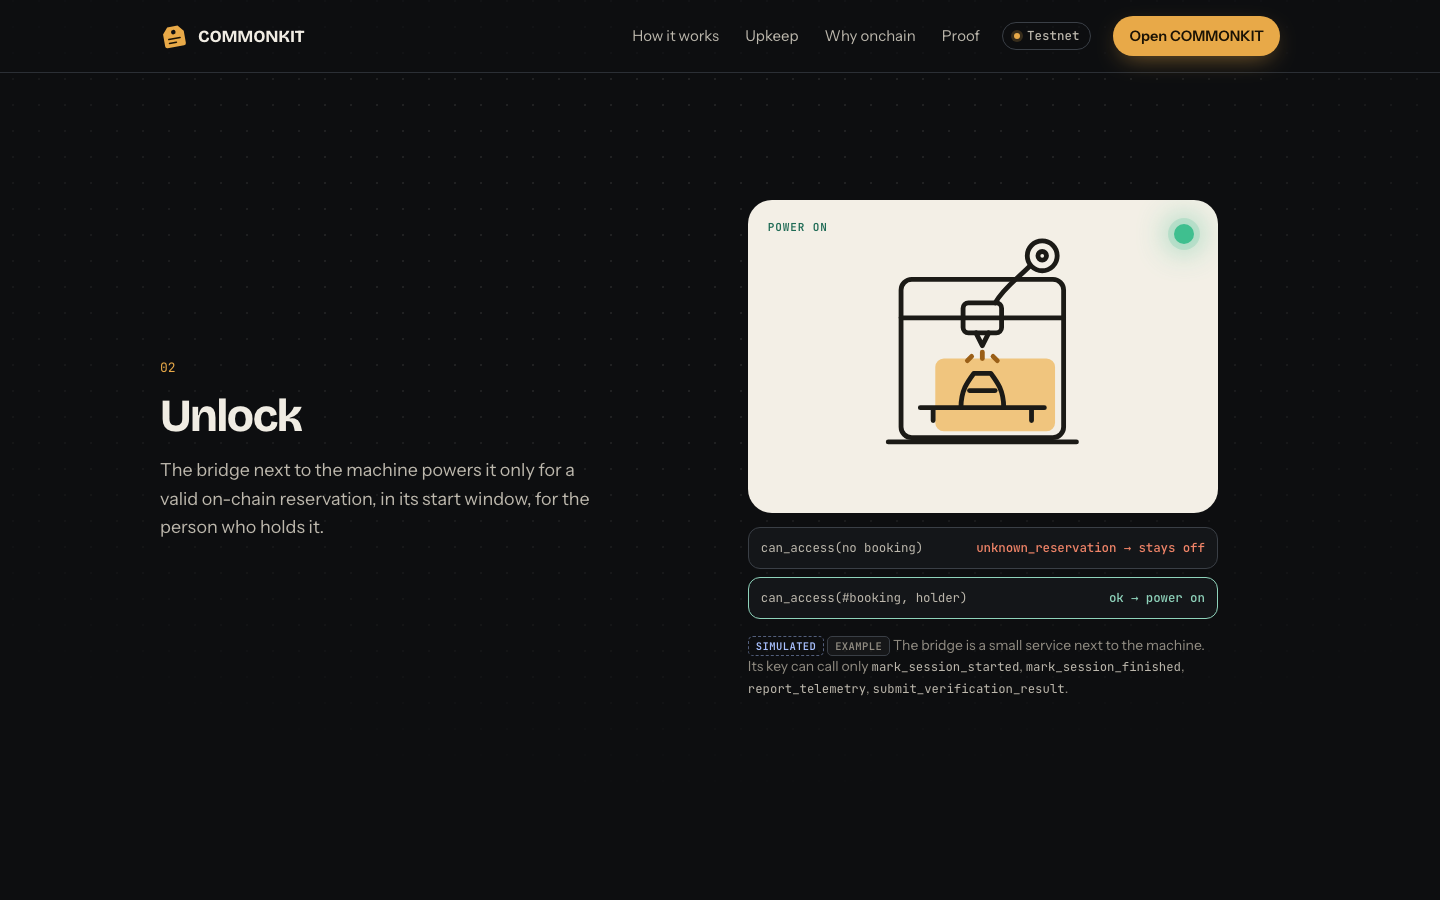 COMMONKIT
How it works
Upkeep
Why onchain
Proof
Testnet
Open COMMONKIT
02
Unlock
The bridge next to the machine powers it only for a
valid on-chain reservation, in its start window, for the
person who holds it.
POWER ON
can_access(no booking) unknown_reservation → stays off
can_access(#booking, holder) ok → power on
SIMULATED EXAMPLE The bridge is a small service next to the machine.
Its key can call only mark_session_started, mark_session_finished,
report_telemetry, submit_verification_result.